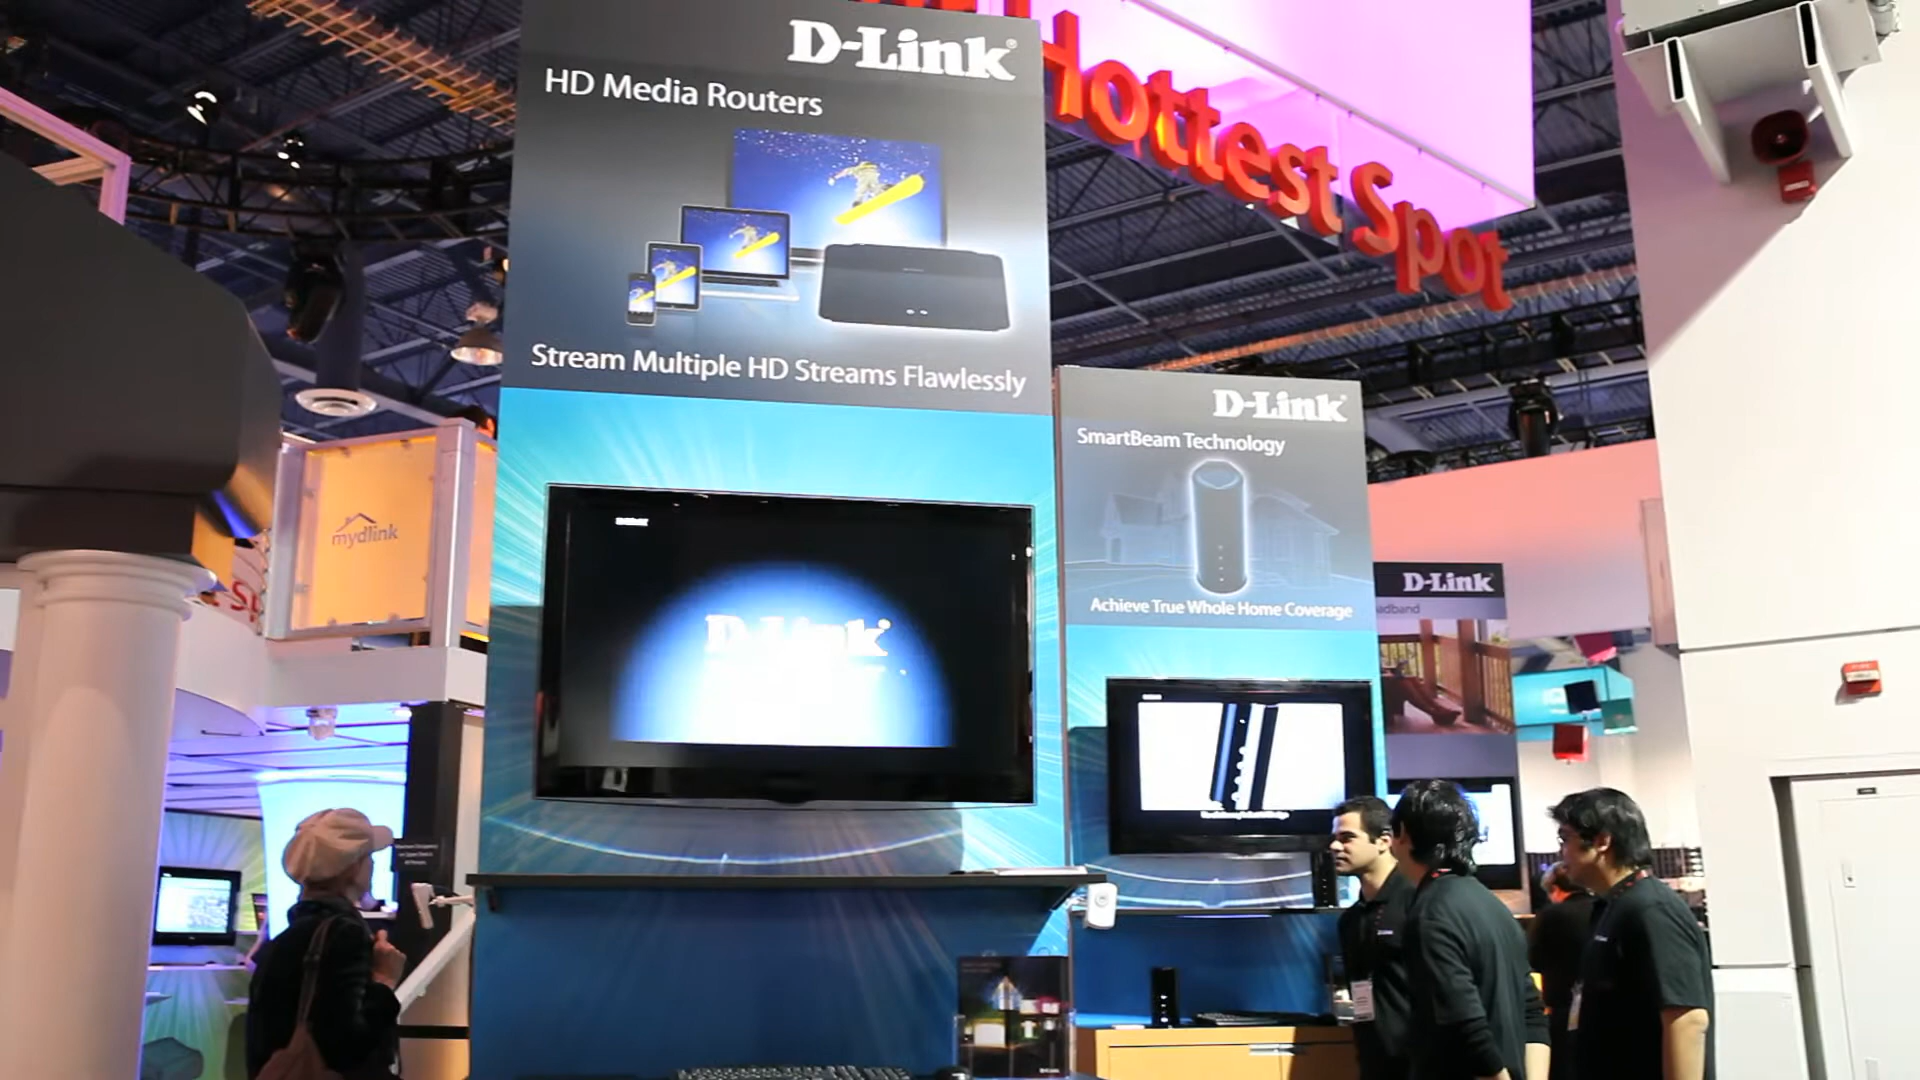 D-Link®
HD Media Routers
Stream Multiple HD Streams Flawlessly
Hottest Spot
D-Link
SmartBeam Technology
Achieve True Whole Home Coverage
mydlink
D-Link
D-Link